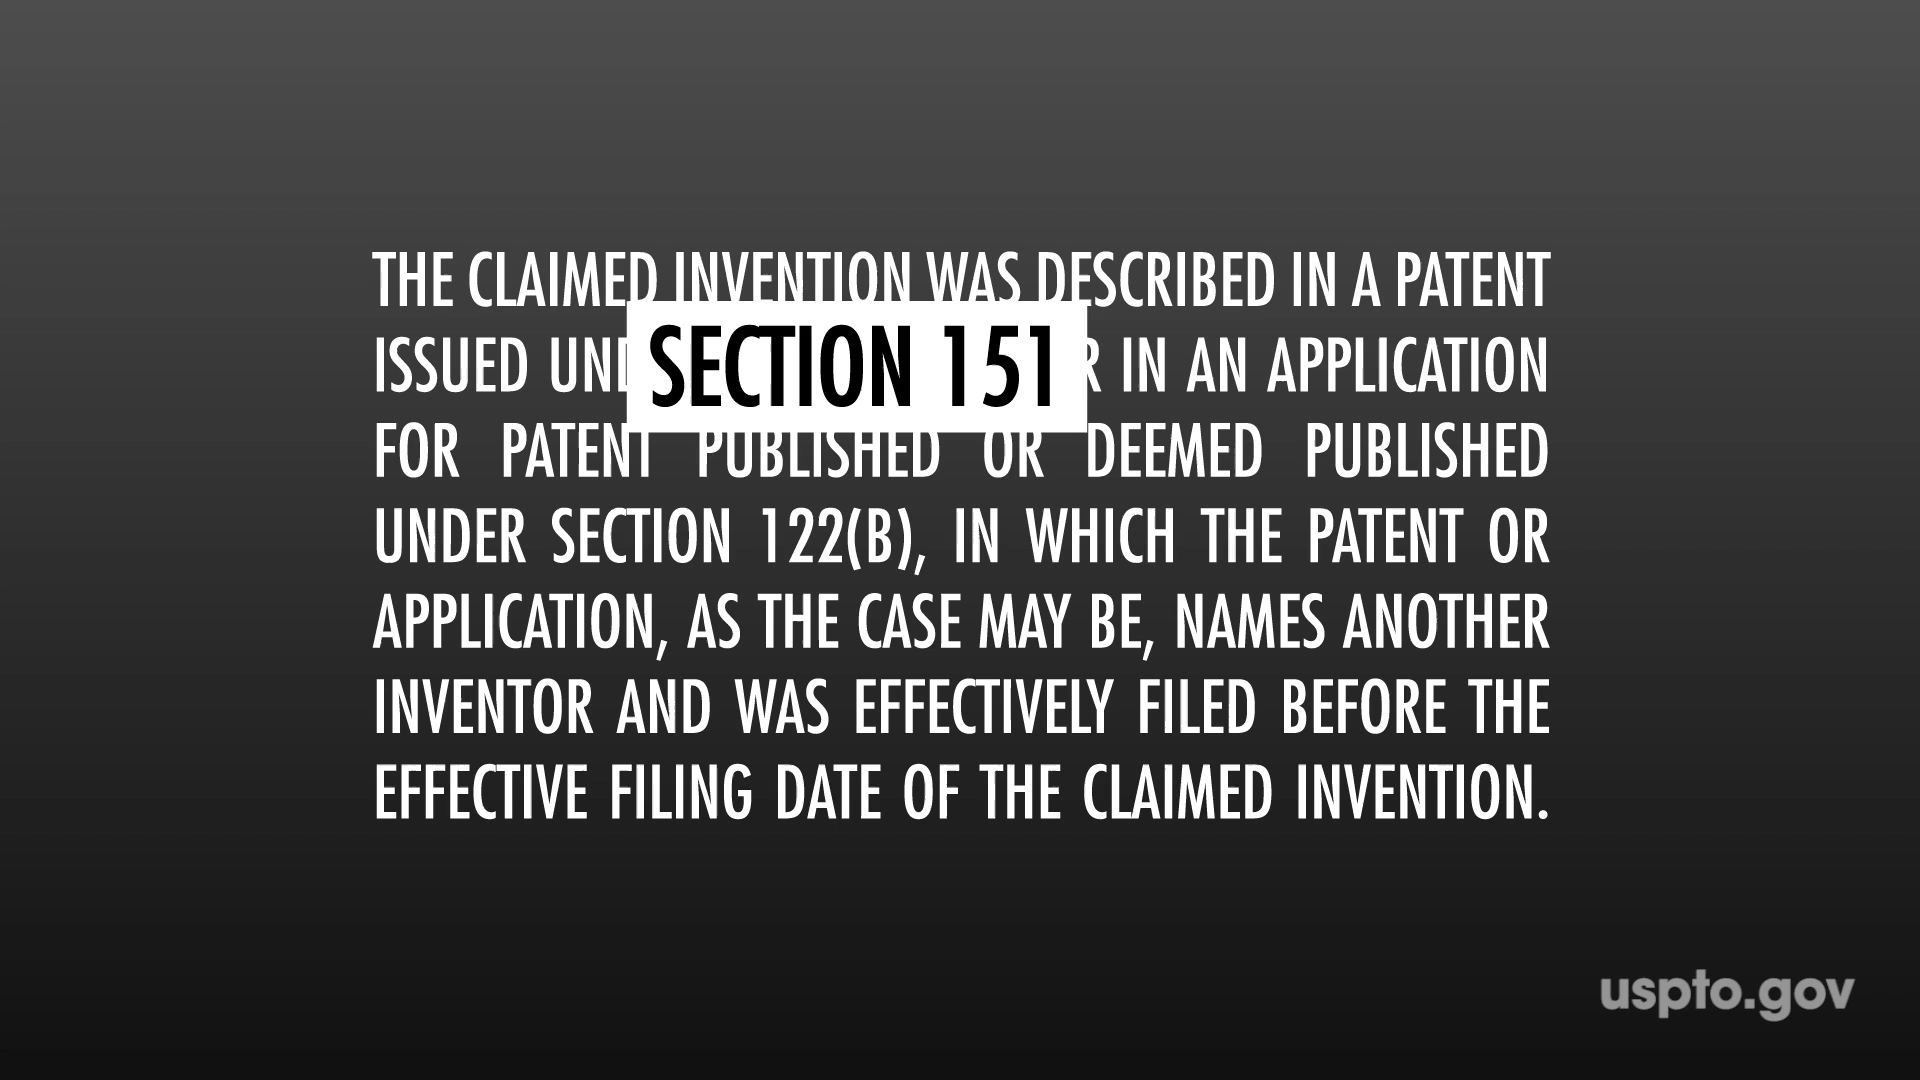 THE CLAIMED INVENTION WAS DESCRIBED IN A PATENT
ISSUED SECTION 151 IN AN APPLICATION
FOR PATENT PUBLISHED OR DEEMED PUBLISHED
UNDER SECTION 122(B), IN WHICH THE PATENT OR
APPLICATION, AS THE CASE MAY BE, NAMES ANOTHER
INVENTOR AND WAS EFFECTIVELY FILED BEFORE THE
EFFECTIVE FILING DATE OF THE CLAIMED INVENTION.
uspto.gov